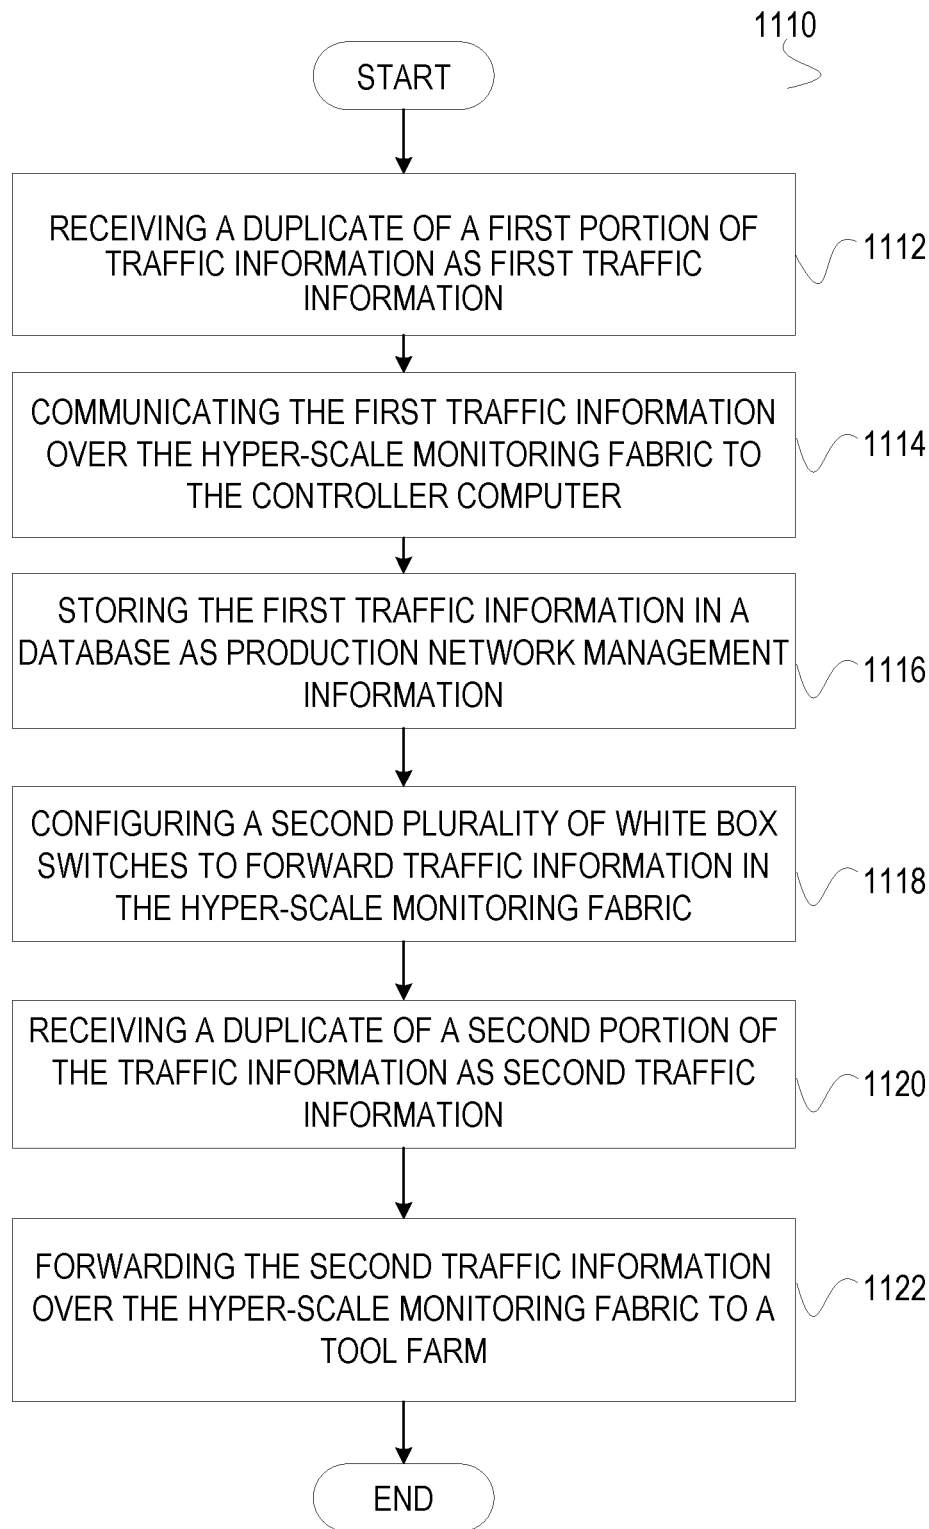 1110
START
RECEIVING A DUPLICATE OF A FIRST PORTION OF
TRAFFIC INFORMATION AS FIRST TRAFFIC
INFORMATION
1112
COMMUNICATING THE FIRST TRAFFIC INFORMATION
OVER THE HYPER-SCALE MONITORING FABRIC TO
THE CONTROLLER COMPUTER
1114
STORING THE FIRST TRAFFIC INFORMATION IN A
DATABASE AS PRODUCTION NETWORK MANAGEMENT
INFORMATION
1116
CONFIGURING A SECOND PLURALITY OF WHITE BOX
SWITCHES TO FORWARD TRAFFIC INFORMATION IN
THE HYPER-SCALE MONITORING FABRIC
1118
RECEIVING A DUPLICATE OF A SECOND PORTION OF
THE TRAFFIC INFORMATION AS SECOND TRAFFIC
INFORMATION
1120
FORWARDING THE SECOND TRAFFIC INFORMATION
OVER THE HYPER-SCALE MONITORING FABRIC TO A
TOOL FARM
1122
END